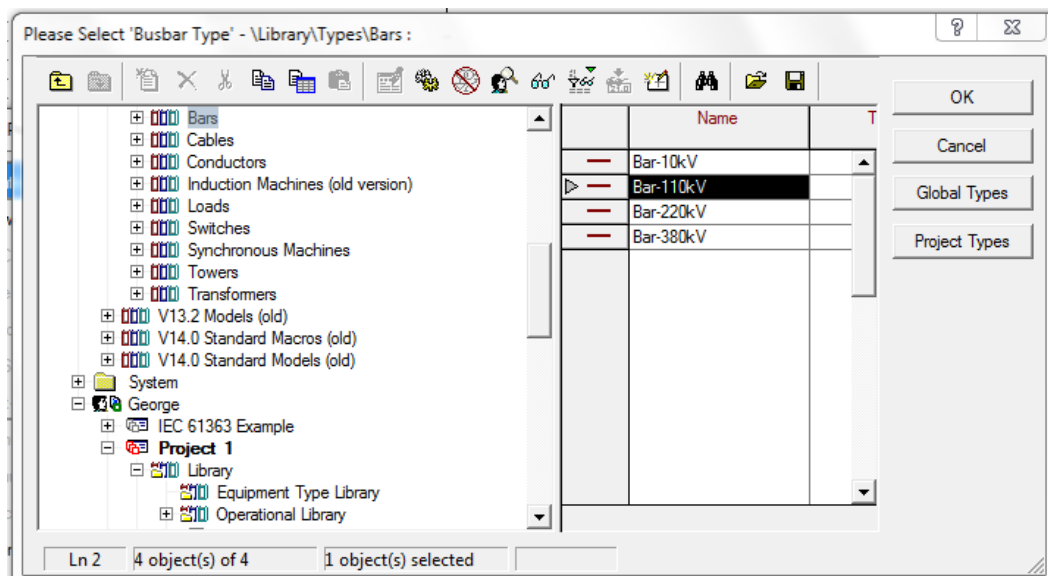 Please Select 'Busbar Type' - \Library\Types\Bars :
Bars
Cables
Conductors
Induction Machines (old version)
Loads
Switches
Synchronous Machines
Towers
Transformers
V13.2 Models (old)
V14.0 Standard Macros (old)
V14.0 Standard Models (old)
System
George
IEC 61363 Example
Project 1
Library
Equipment Type Library
Operational Library
Name T
Bar-10kV
Bar-110kV
Bar-220kV
Bar-380kV
OK
Cancel
Global Types
Project Types
Ln 2 4 object(s) of 4 1 object(s) selected